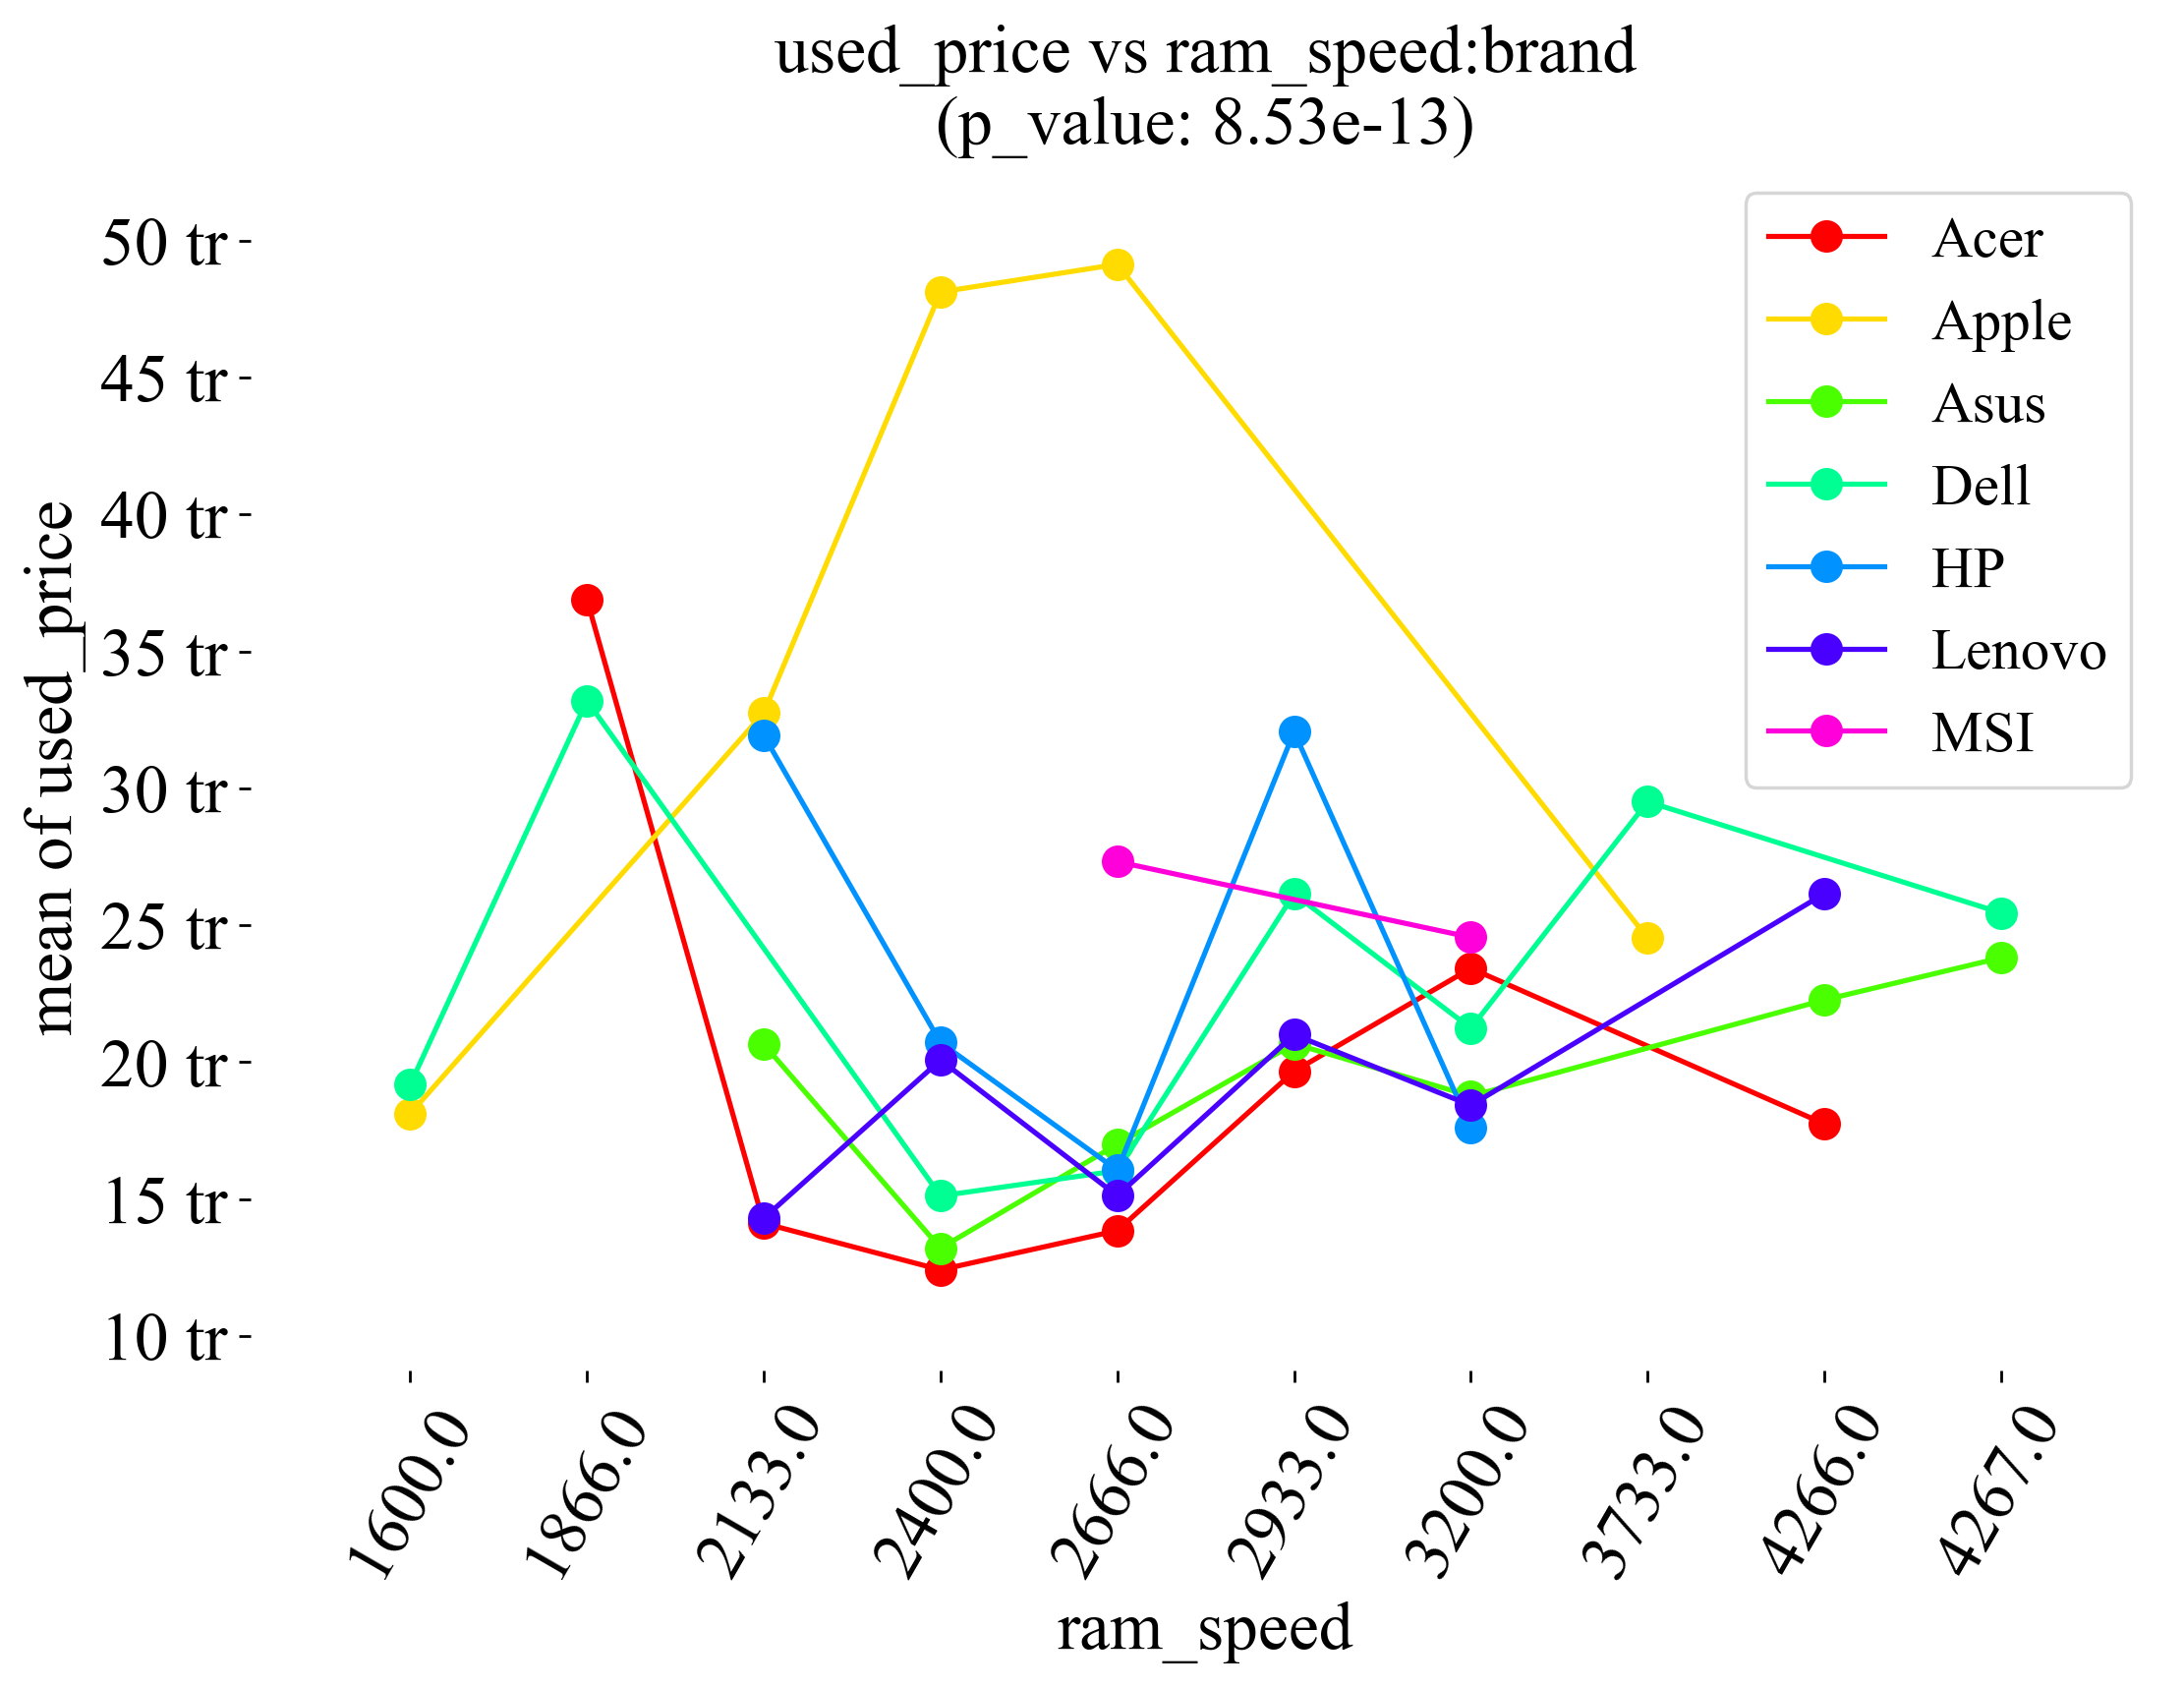 used_price vs ram_speed:brand
(p_value: 8.53e-13)
mean of used_price
50 tr
45 tr
40 tr
35 tr
30 tr
25 tr
20 tr
15 tr
10 tr
Acer
Apple
Asus
Dell
HP
Lenovo
MSI
1600.0
1866.0
2133.0
2400.0
2666.0
2933.0
3200.0
3733.0
4266.0
4267.0
ram_speed